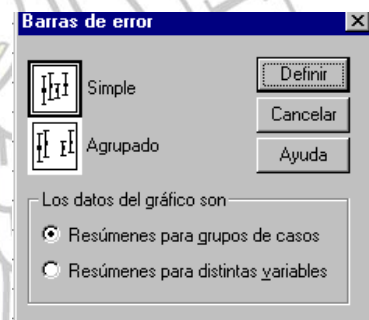 Barras de error
Simple
Agrupado
Definir
Cancelar
Ayuda
Los datos del gráfico son
Resúmenes para grupos de casos
Resúmenes para distintas variables